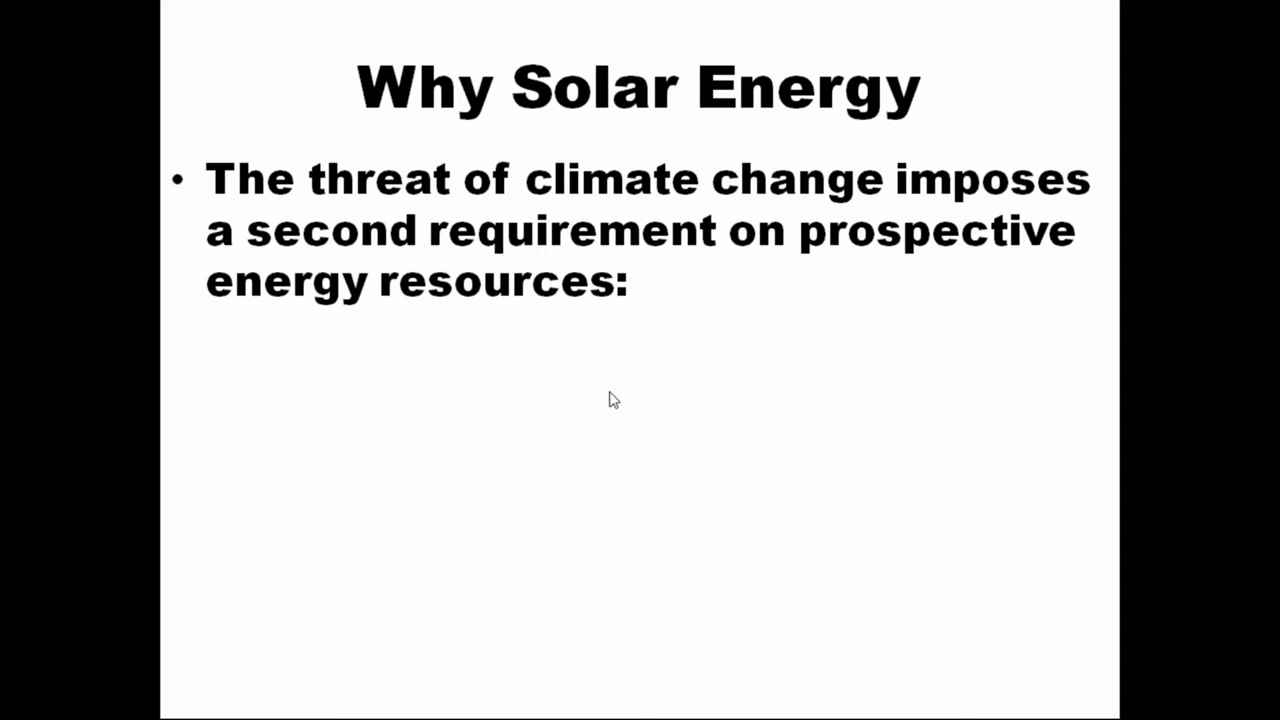 Why Solar Energy
• The threat of climate change imposes
a second requirement on prospective
energy resources: